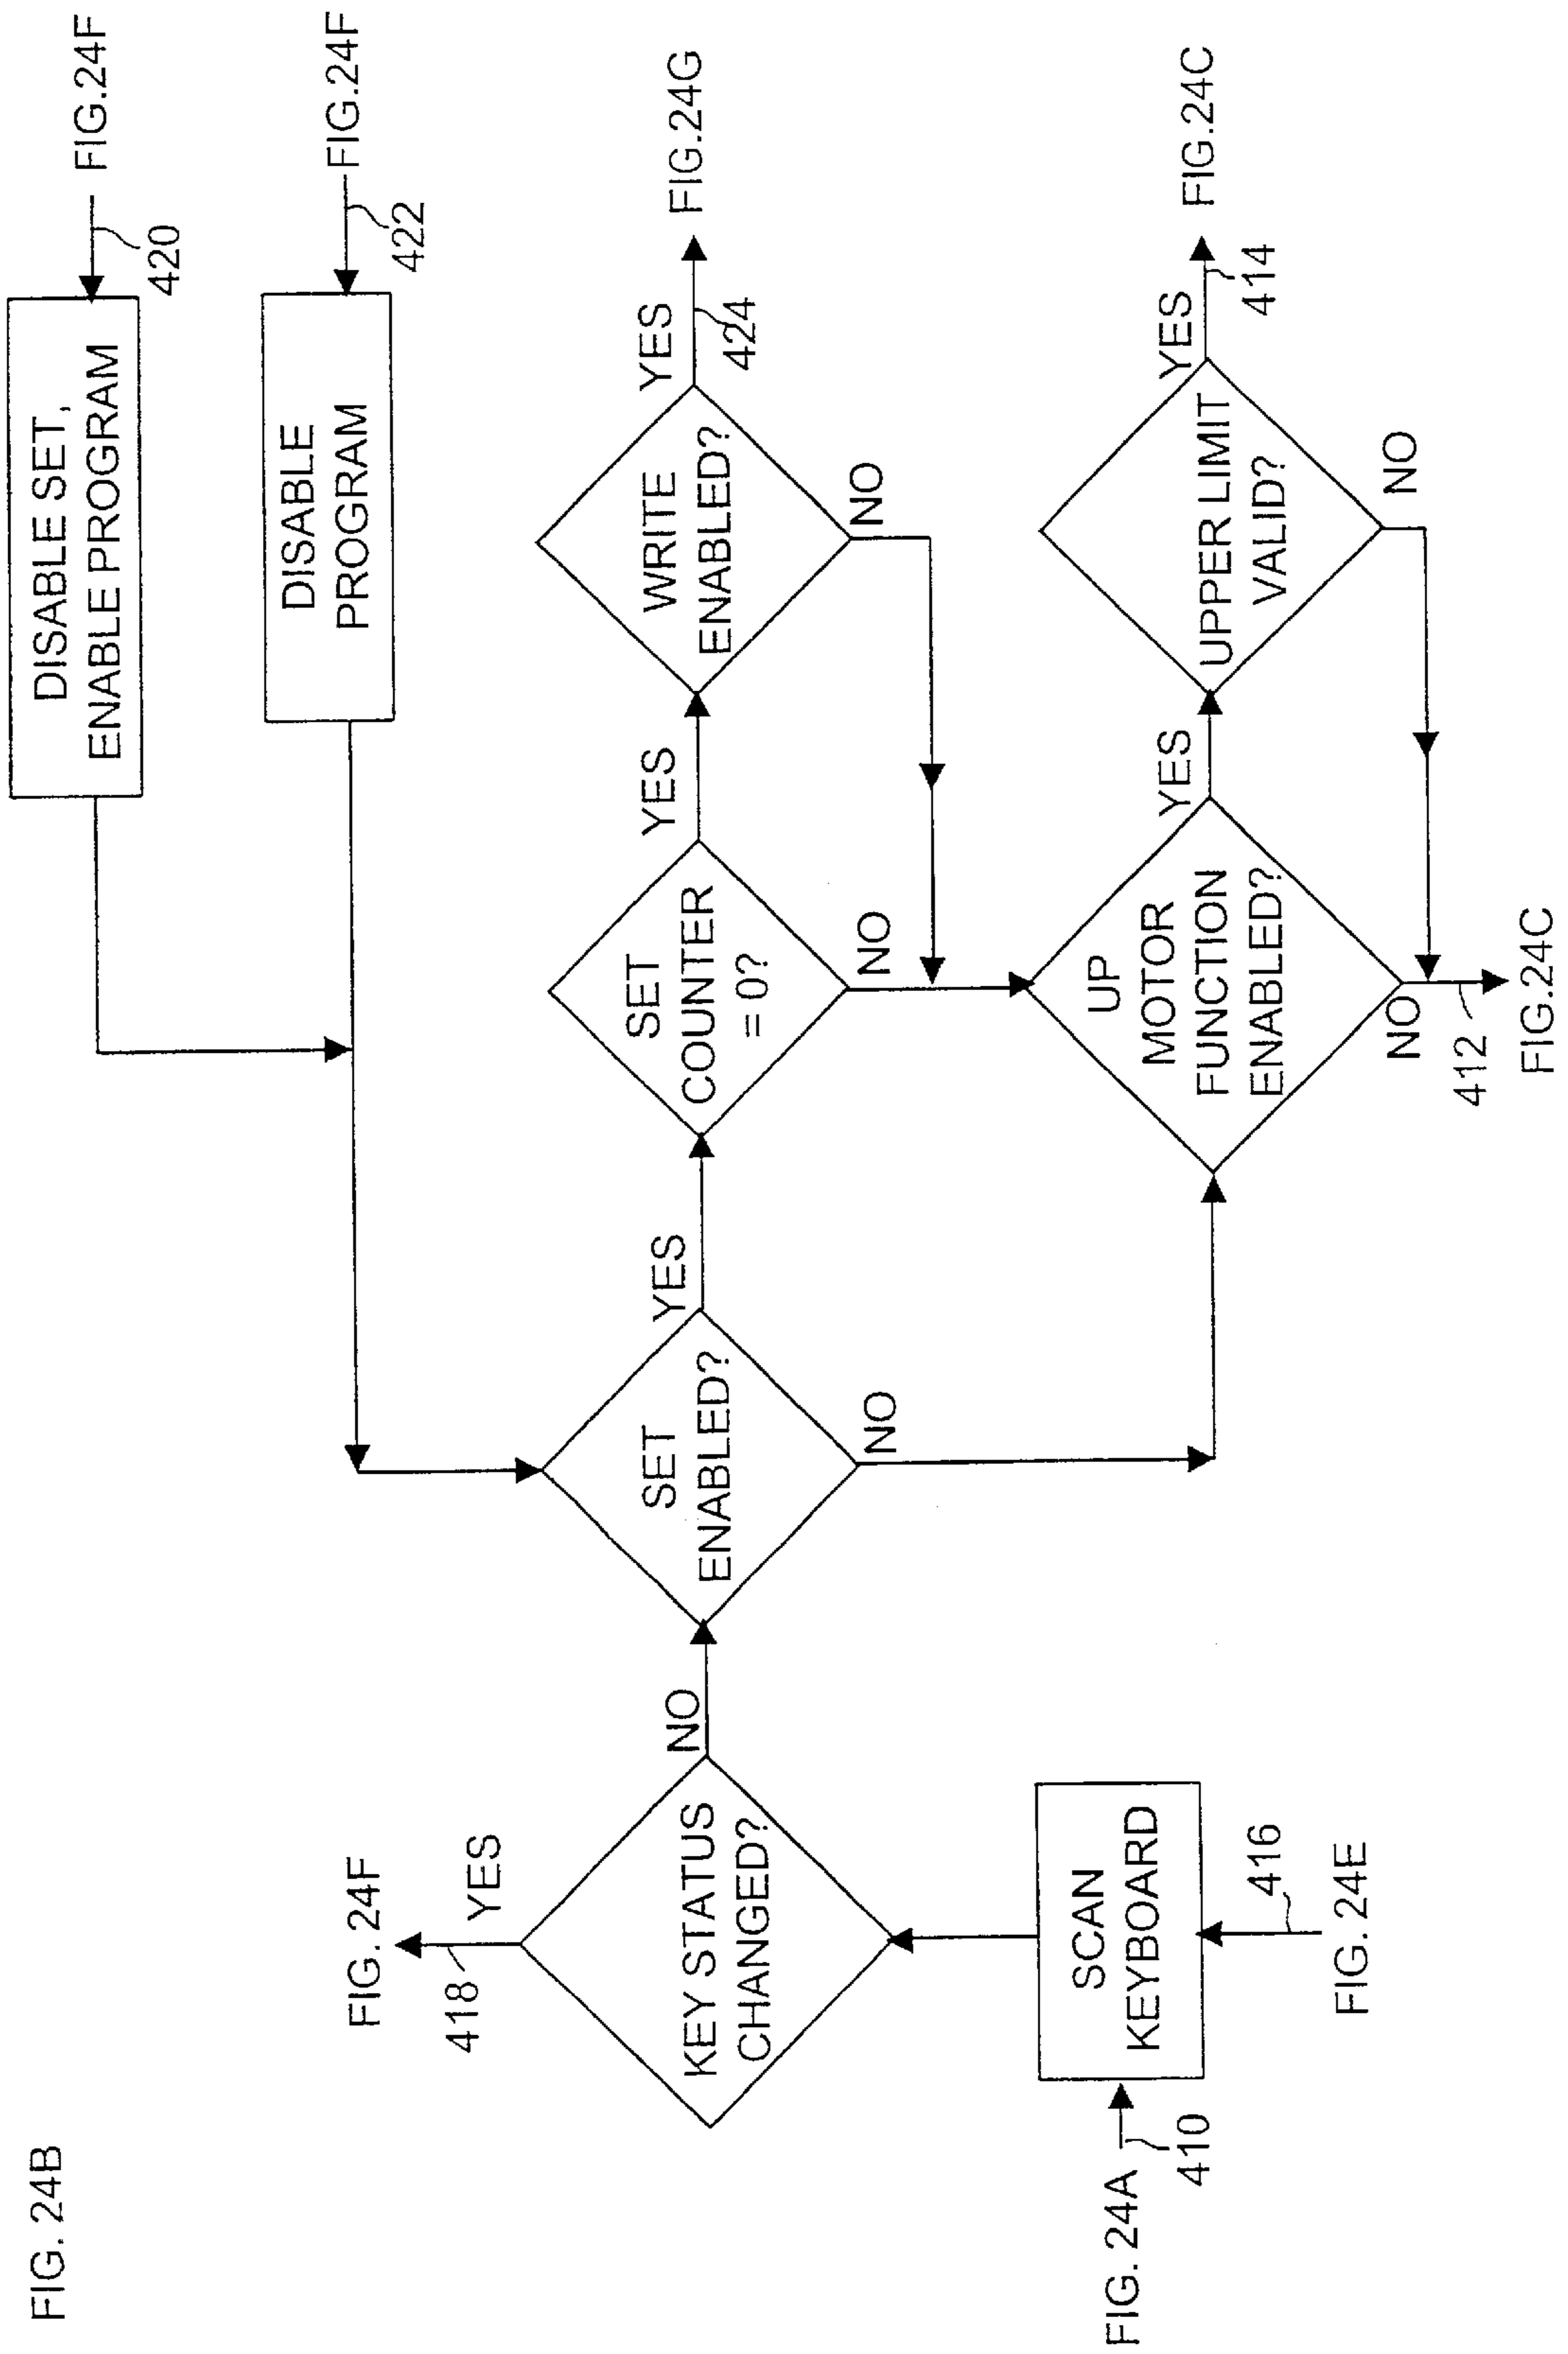 FIG. 24B
DISABLE SET,
ENABLE PROGRAM
FIG.24F
420
DISABLE
PROGRAM
FIG.24F
422
FIG. 24F
418
YES
KEY STATUS
CHANGED?
NO
SET
ENABLED?
YES
NO
SET
COUNTER
= 0?
YES
NO
WRITE
ENABLED?
YES
NO
424
FIG.24G
FIG. 24A
410
SCAN
KEYBOARD
416
FIG. 24E
UP
MOTOR
FUNCTION
ENABLED?
YES
NO
412
FIG.24C
UPPER LIMIT
VALID?
YES
NO
414
FIG.24C